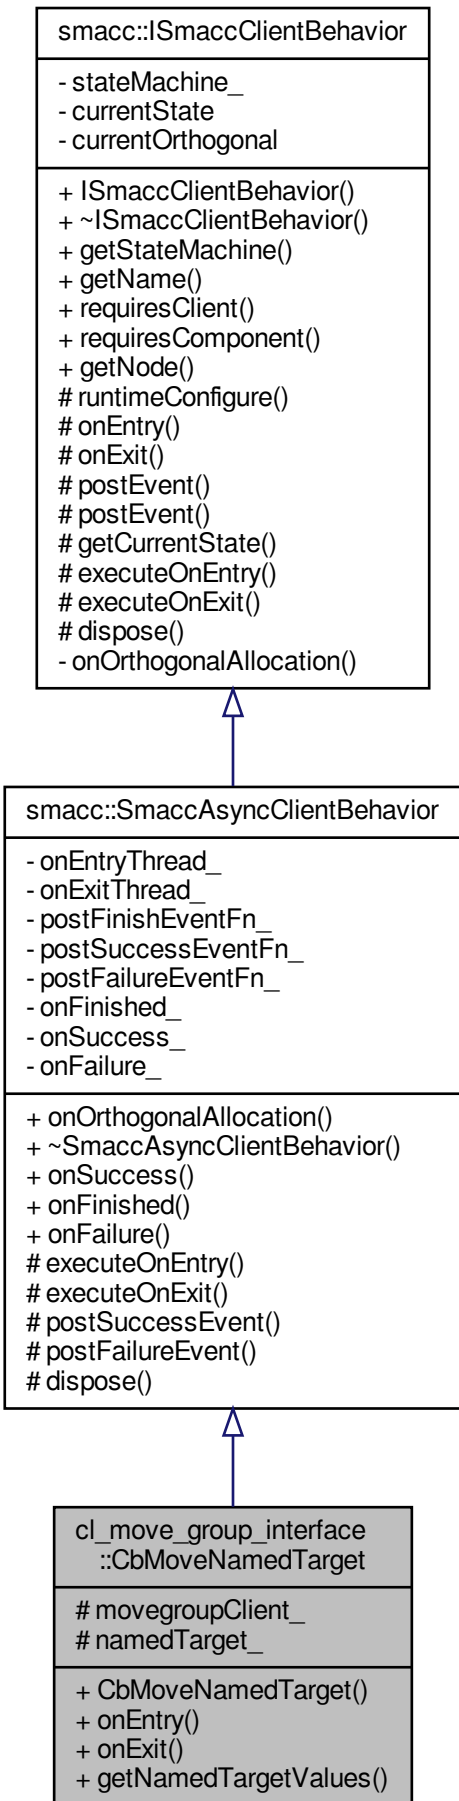 smacc::ISmaccClientBehavior
- stateMachine_
- currentState
- currentOrthogonal
+ ISmaccClientBehavior()
+ ~ISmaccClientBehavior()
+ getStateMachine()
+ getName()
+ requiresClient()
+ requiresComponent()
+ getNode()
# runtimeConfigure()
# onEntry()
# onExit()
# postEvent()
# postEvent()
# getCurrentState()
# executeOnEntry()
# executeOnExit()
# dispose()
- onOrthogonalAllocation()
smacc::SmaccAsyncClientBehavior
- onEntryThread_
- onExitThread_
- postFinishEventFn_
- postSuccessEventFn_
- postFailureEventFn_
- onFinished_
- onSuccess_
- onFailure_
+ onOrthogonalAllocation()
+ ~SmaccAsyncClientBehavior()
+ onSuccess()
+ onFinished()
+ onFailure()
# executeOnEntry()
# executeOnExit()
# postSuccessEvent()
# postFailureEvent()
# dispose()
cl_move_group_interface
::CbMoveNamedTarget
# movegroupClient_
# namedTarget_
+ CbMoveNamedTarget()
+ onEntry()
+ onExit()
+ getNamedTargetValues()